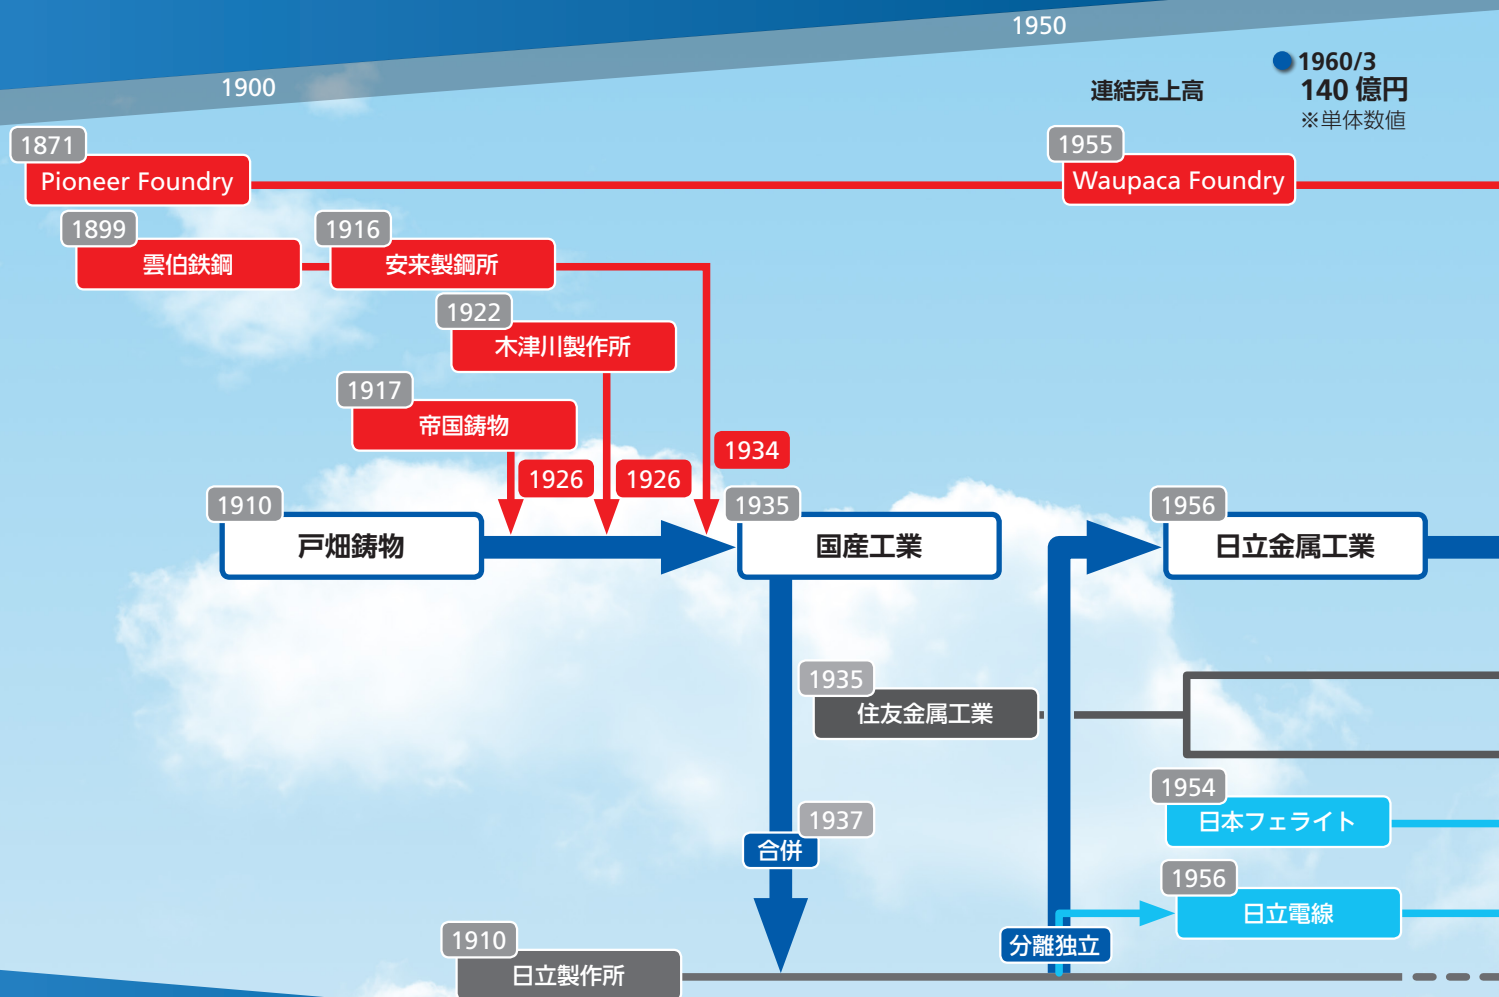 1950
1900
連結売上高
1960/3
140 億円
※単体数値
1871
Pioneer Foundry
1955
Waupaca Foundry
1899
雲伯鉄鋼
1916
安来製鋼所
1922
木津川製作所
1917
帝国鋳物
1926
1926
1934
1910
戸畑鋳物
1935
国産工業
1956
日立金属工業
1935
住友金属工業
1954
日本フェライト
1937
合併
1956
日立電線
分離独立
1910
日立製作所